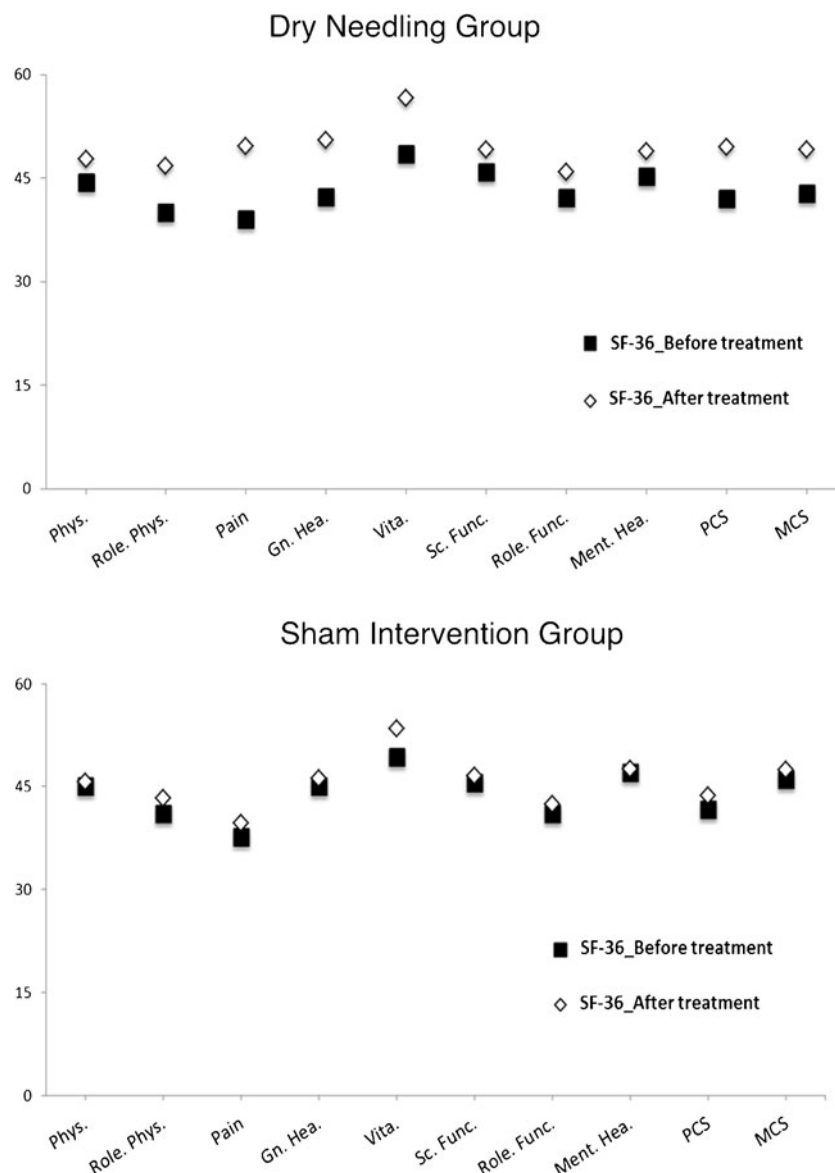 Dry Needling Group
60
45
30
15
0
SF-36_Before treatment
SF-36_After treatment
Phys. Role. Phys. Pain Gn. Hea. Vita. Sc. Func. Role. Func. Ment. Hea. PCS MCS
Sham Intervention Group
60
45
30
15
0
SF-36_Before treatment
SF-36_After treatment
Phys. Role. Phys. Pain Gn. Hea. Vita. Sc. Func. Role. Func. Ment. Hea. PCS MCS